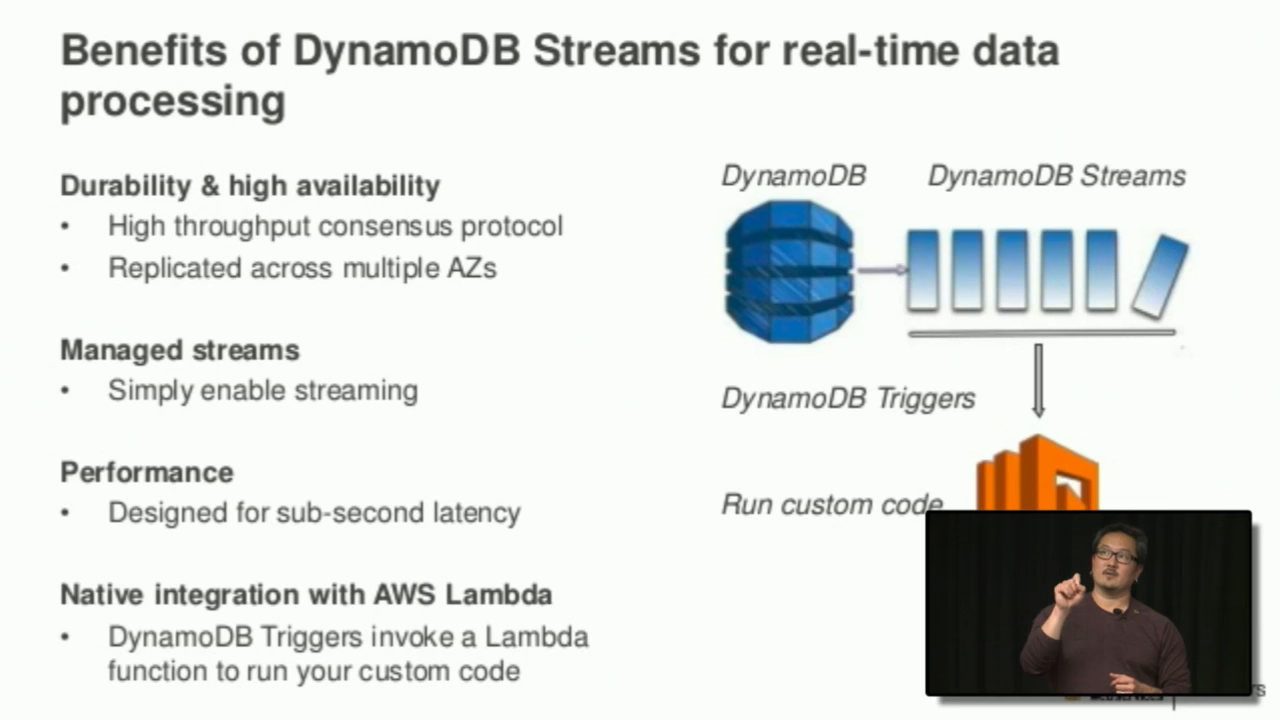 Benefits of DynamoDB Streams for real-time data
processing
Durability & high availability
• High throughput consensus protocol
• Replicated across multiple AZs
Managed streams
• Simply enable streaming
Performance
• Designed for sub-second latency
Native integration with AWS Lambda
• DynamoDB Triggers invoke a Lambda
function to run your custom code
DynamoDB DynamoDB Streams
DynamoDB Triggers
Run custom code